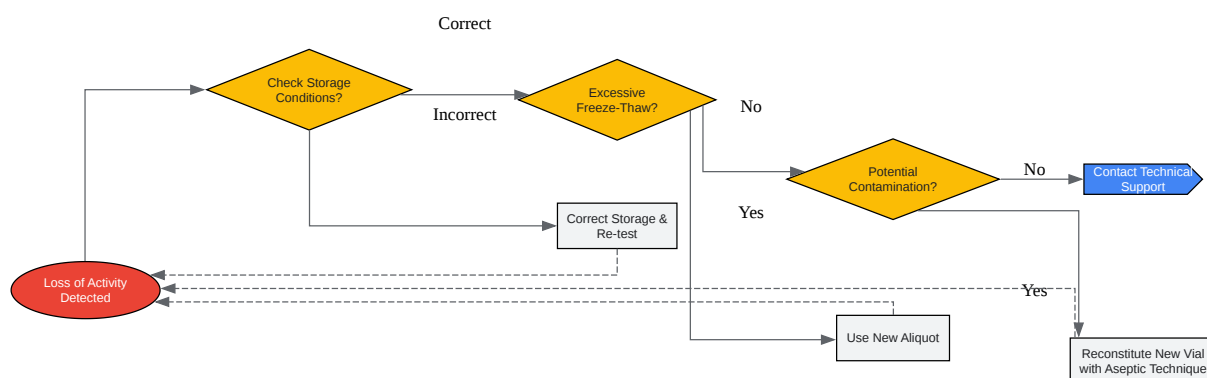 Correct
Check Storage
Conditions?
Incorrect
Excessive
Freeze-Thaw?
No
Potential
Contamination?
No
Contact Technical
Support
Yes
Correct Storage &
Re-test
Loss of Activity
Detected
Yes
Use New Aliquot
Reconstitute New Vial
with Aseptic Technique